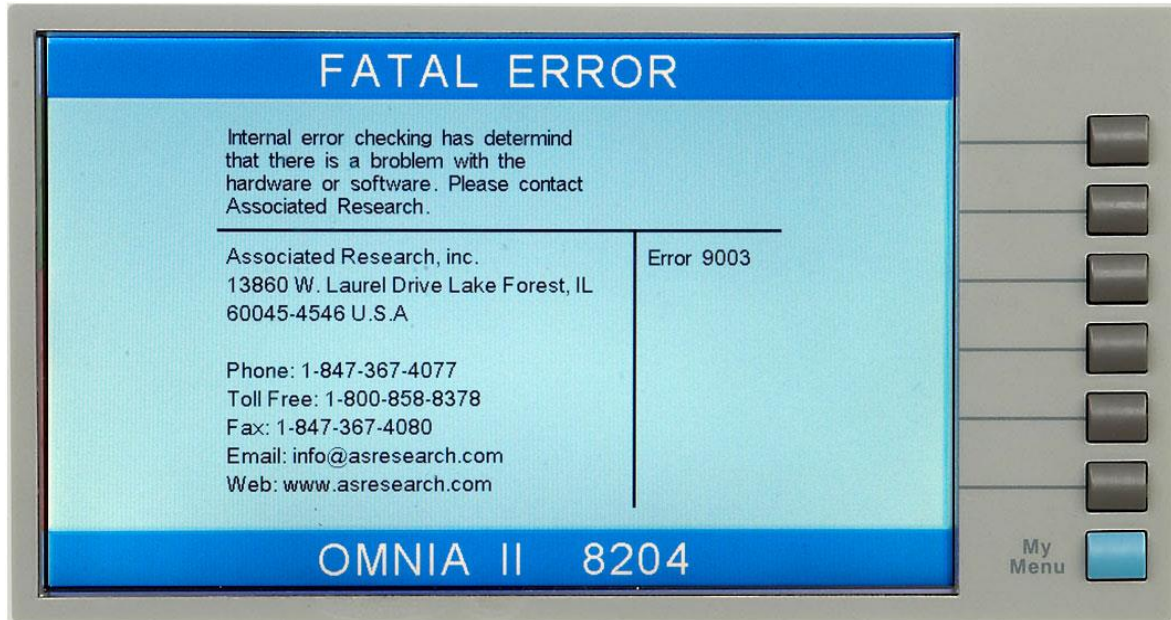 FATAL ERROR
Internal error checking has determind
that there is a broblem with the
hardware or software. Please contact
Associated Research.
Associated Research, inc.
13860 W. Laurel Drive Lake Forest, IL
60045-4546 U.S.A
Phone: 1-847-367-4077
Toll Free: 1-800-858-8378
Fax: 1-847-367-4080
Email: info@asresearch.com
Web: www.asresearch.com
Error 9003
OMNIA II 8204
My
Menu